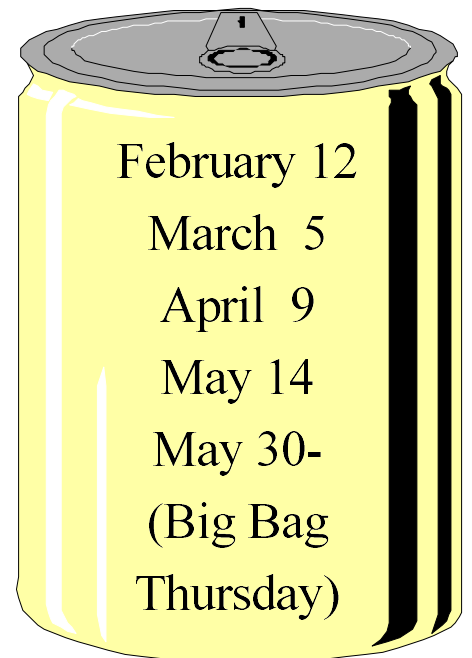 February 12
March  5
April  9
May 14
May 30-
(Big Bag
Thursday)